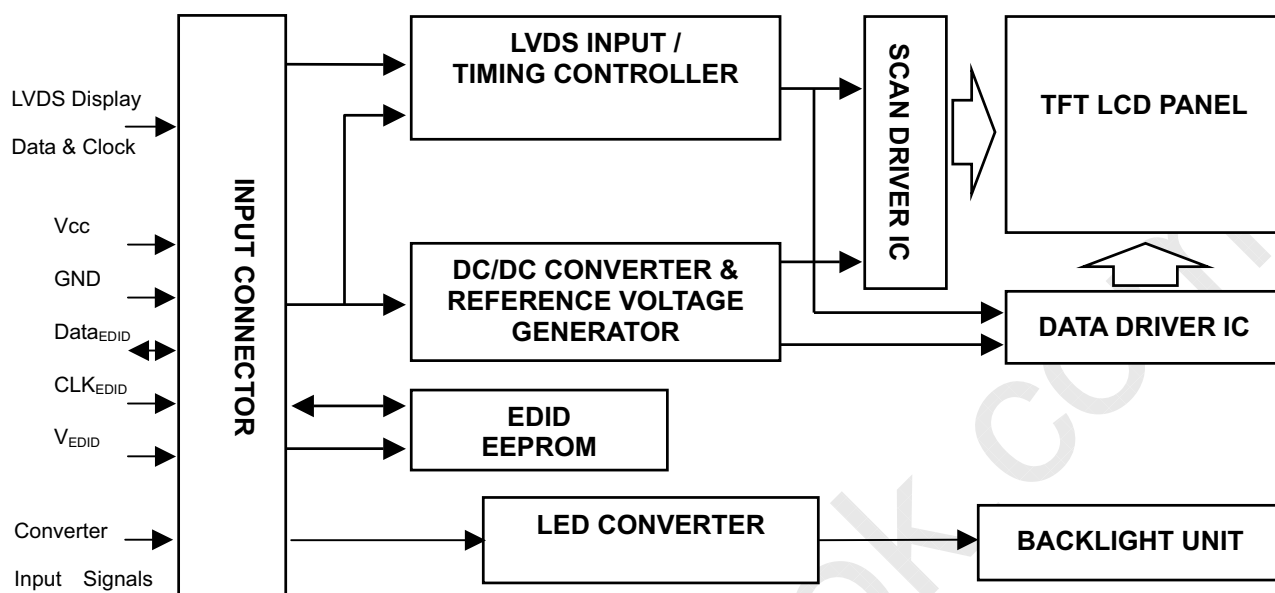 LVDS Display
Data & Clock
Vcc
GND
DataEDID
CLKEDID
VEDID
Converter
Input Signals
INPUT CONNECTOR
LVDS INPUT /
TIMING CONTROLLER
DC/DC CONVERTER &
REFERENCE VOLTAGE
GENERATOR
EDID
EEPROM
LED CONVERTER
SCAN DRIVER IC
TFT LCD PANEL
DATA DRIVER IC
BACKLIGHT UNIT